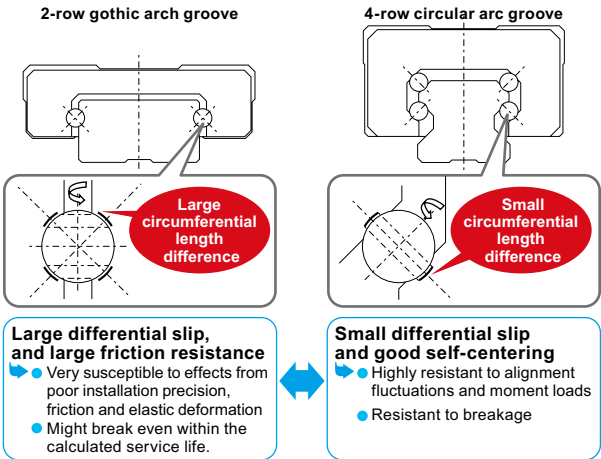 2-row gothic arch groove
4-row circular arc groove
Large
circumferential
length
difference
Small
circumferential
length
difference
Large differential slip,
and large friction resistance
Very susceptible to effects from
poor installation precision,
friction and elastic deformation
Might break even within the
calculated service life.
Small differential slip
and good self-centering
Highly resistant to alignment
fluctuations and moment loads
Resistant to breakage